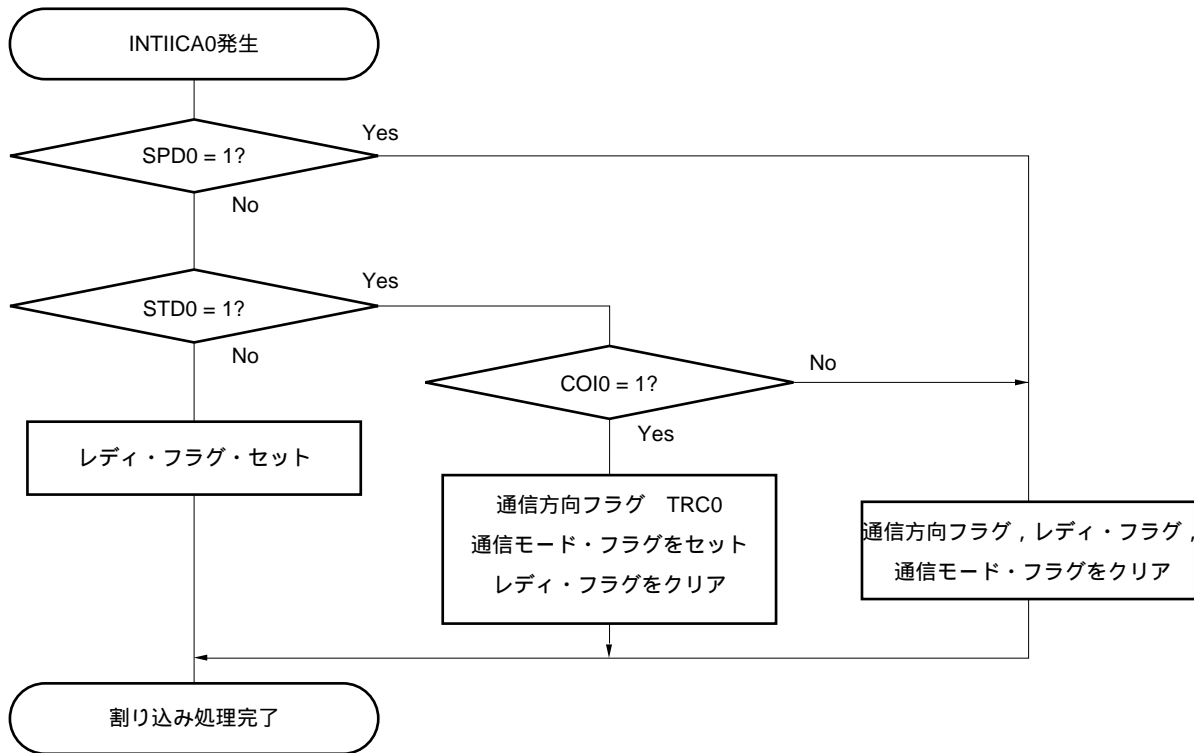 INTIICA0発生
SPD0 = 1?
Yes
No
STD0 = 1?
Yes
No
COI0 = 1?
No
Yes
レディ・フラグ・セット
通信方向フラグ　TRC0
通信モード・フラグをセット
レディ・フラグをクリア
通信方向フラグ , レディ・フラグ ,
通信モード・フラグをクリア
割り込み処理完了